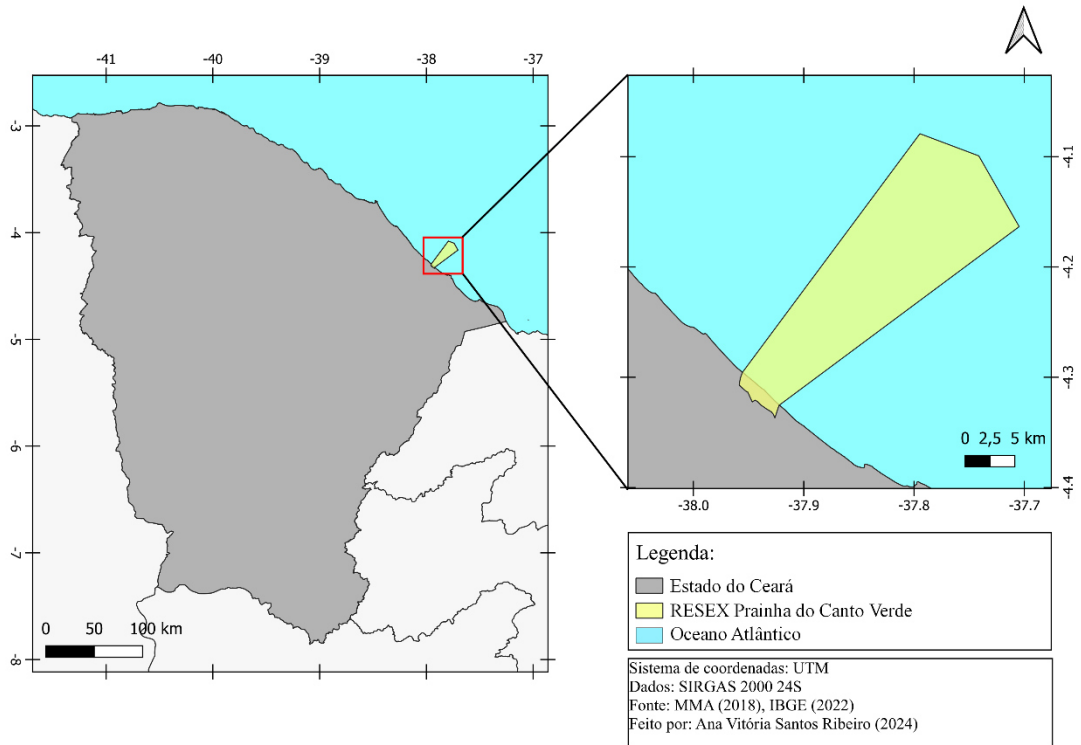 -41 -40 -39 -38 -37
-3
-4
-5
-6
-7
-8
0 50 100 km
-4.1
-4.2
-4.3
-4.4
0 2,5 5 km
-38.0 -37.9 -37.8 -37.7
Legenda:
Estado do Ceará
RESEX Prainha do Canto Verde
Oceano Atlântico
Sistema de coordenadas: UTM
Dados: SIRGAS 2000 24S
Fonte: MMA (2018), IBGE (2022)
Feito por: Ana Vitória Santos Ribeiro (2024)